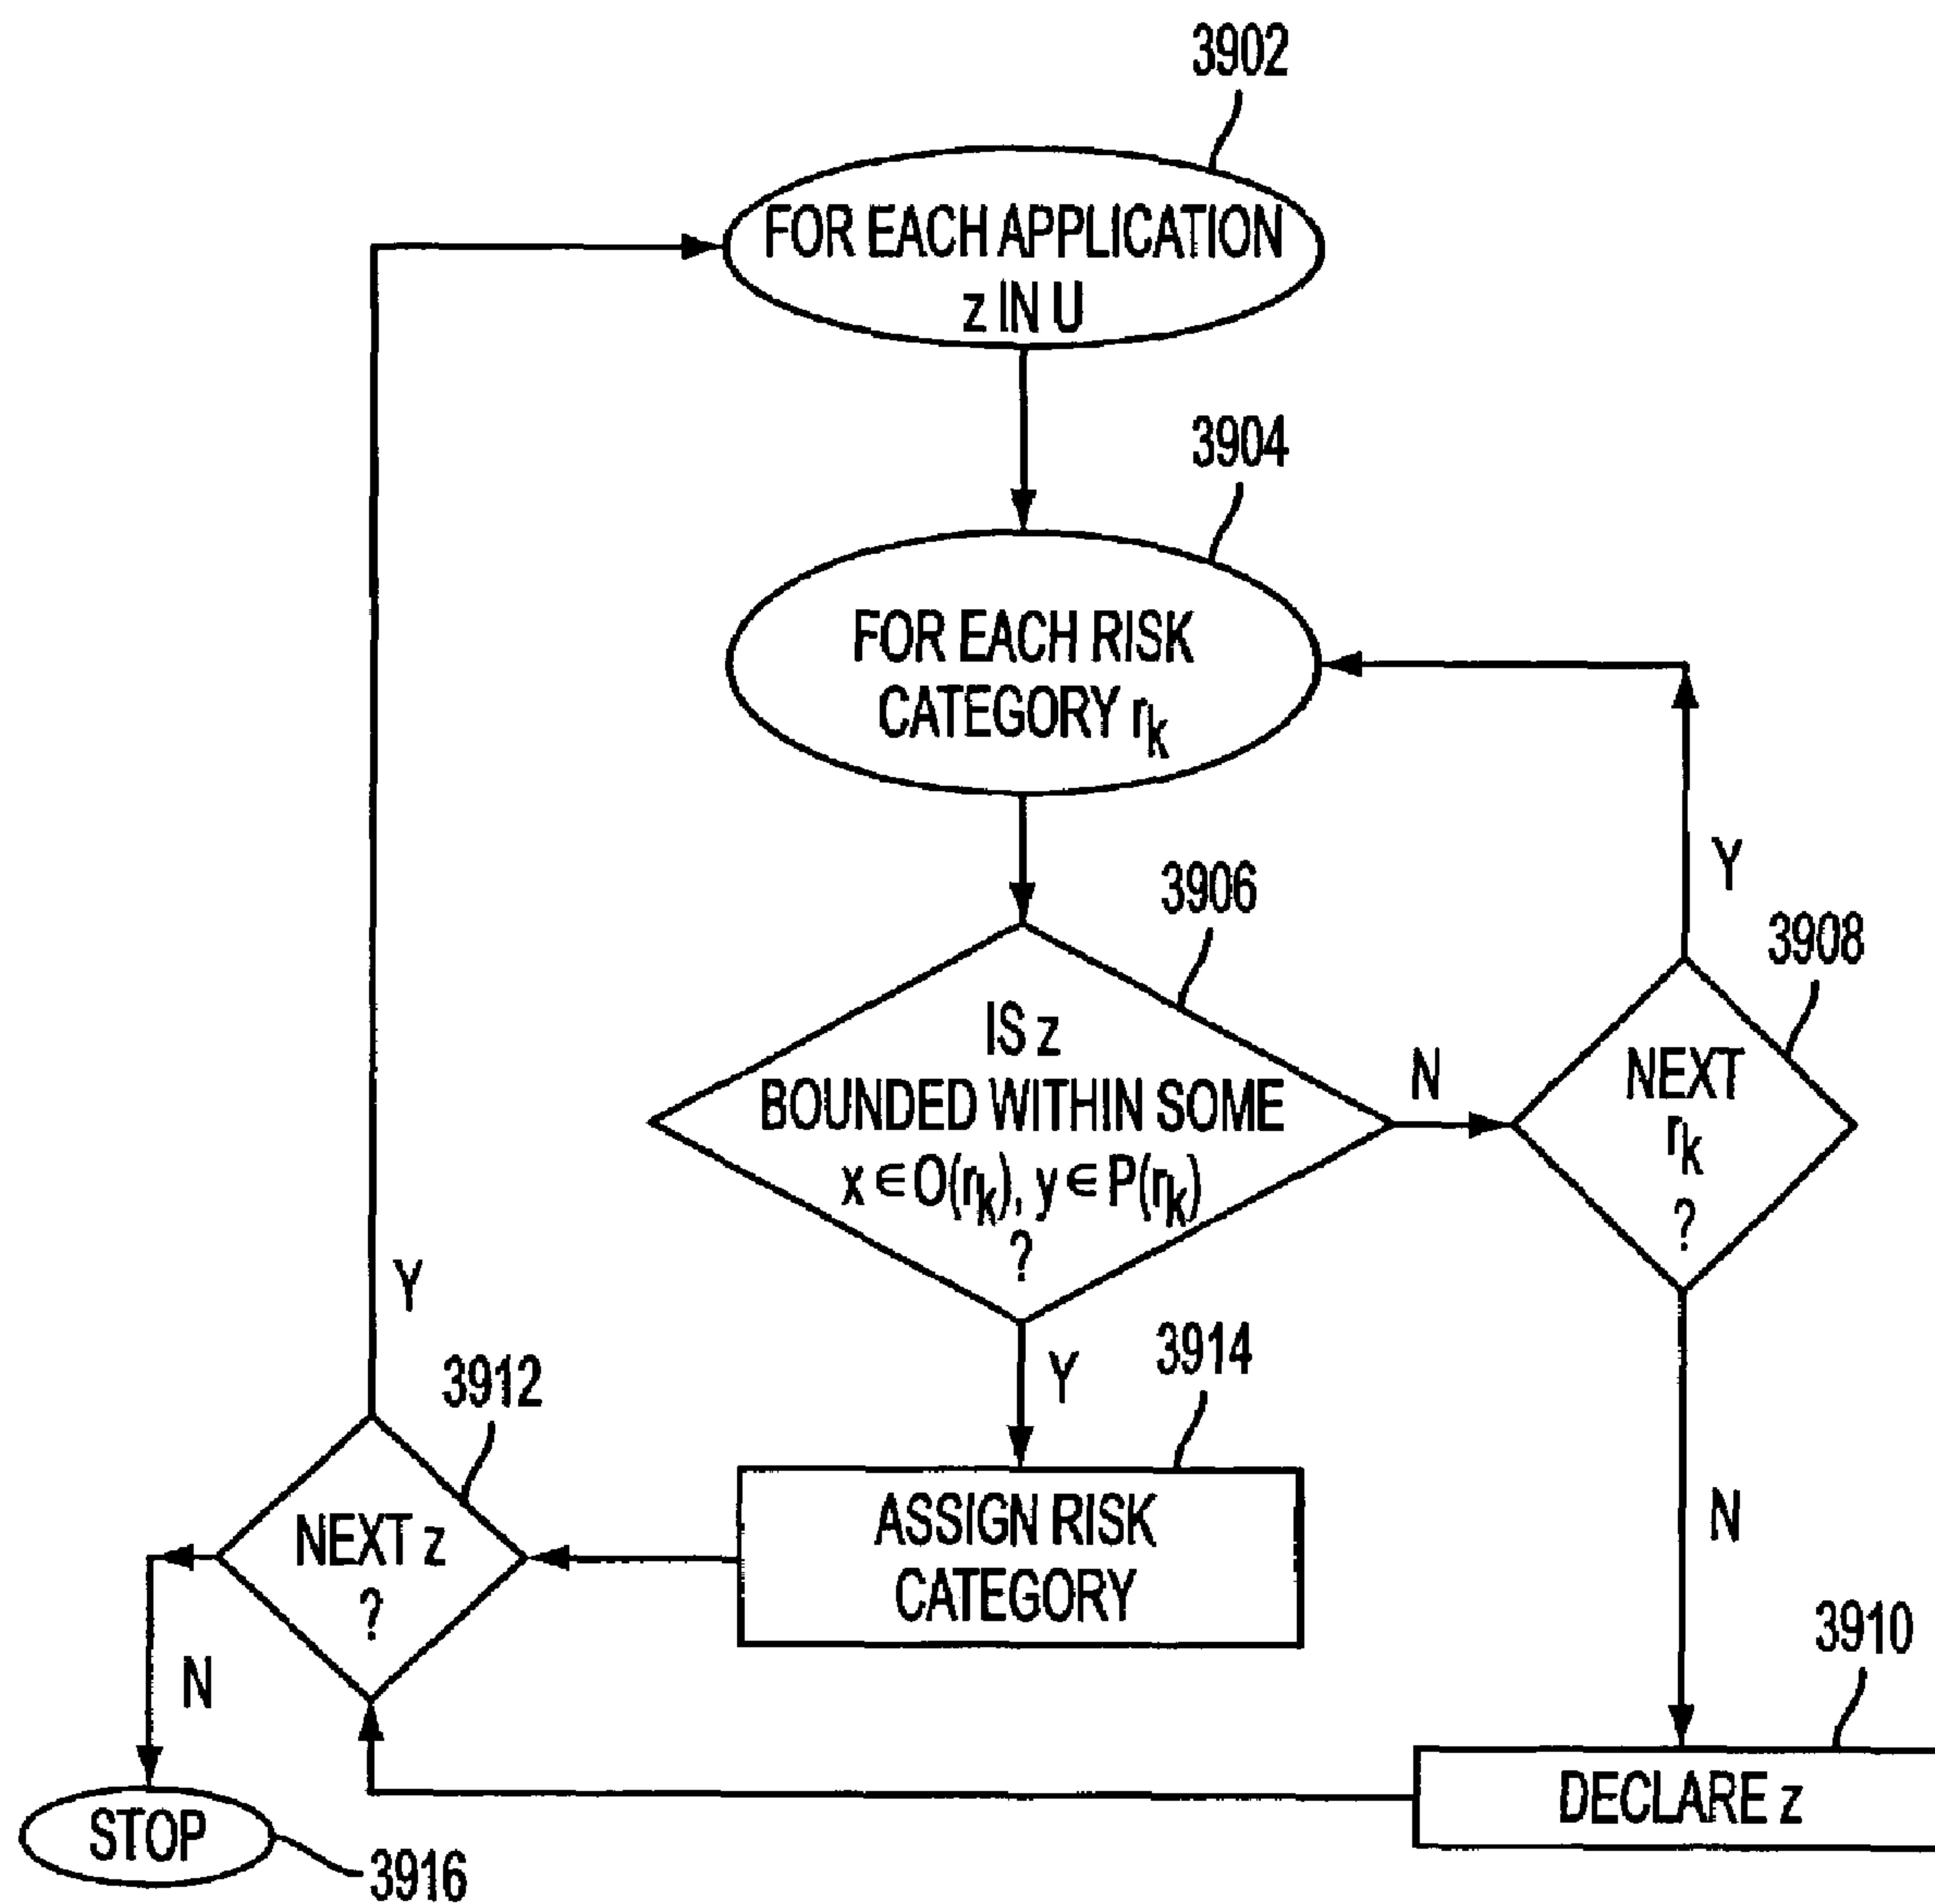 3902
FOR EACH APPLICATION
z IN U
3904
FOR EACH RISK
CATEGORY rk
3906
IS z
BOUNDED WITHIN SOME
x ∈ O(rk), y ∈ P(rk)
?
N
Y
3908
NEXT
rk
?
Y
N
3914
ASSIGN RISK
CATEGORY
3912
NEXT z
?
Y
N
3910
DECLARE z
STOP
3916